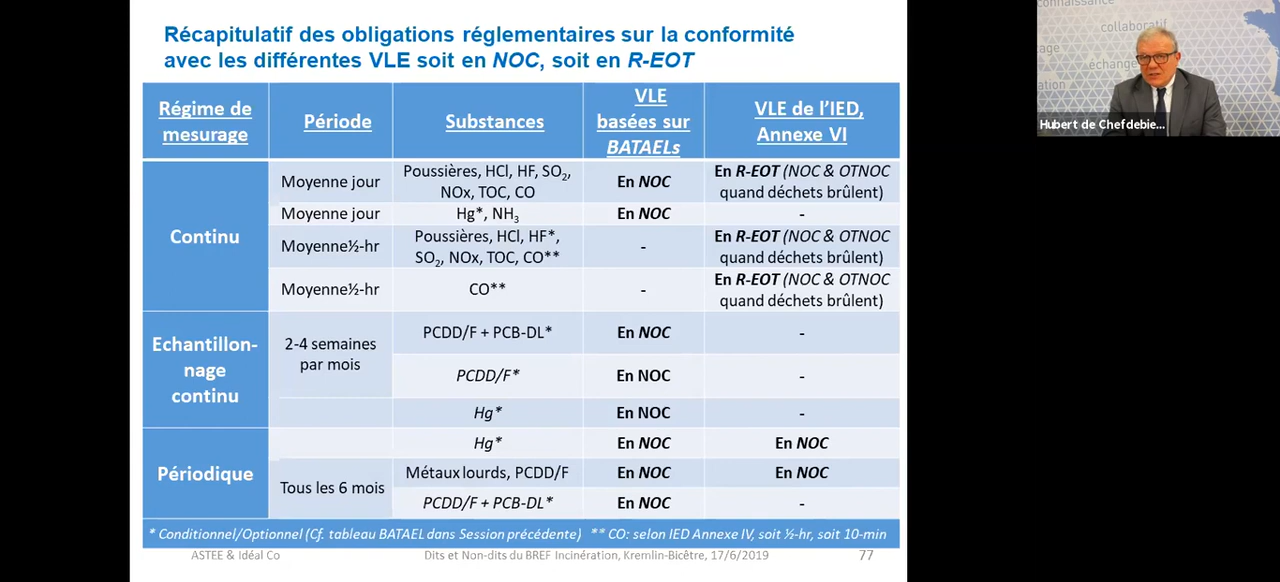 Récapitulatif des obligations réglementaires sur la conformité
avec les différentes VLE soit en NOC, soit en R-EOT
Régime de
mesurage
Période
Substances
VLE
basées sur
BATAELs
VLE de l'IED,
Annexe VI
Continu
Moyenne jour
Poussières, HCl, HF, SO2,
NOx, TOC, CO
En NOC
En R-EOT (NOC & OTNOC
quand déchets brûlent)
Moyenne jour
Hg*, NH3
En NOC
-
Moyenne½-hr
Poussières, HCl, HF*,
SO2, NOx, TOC, CO**
-
En R-EOT (NOC & OTNOC
quand déchets brûlent)
Moyenne½-hr
CO**
-
En R-EOT (NOC & OTNOC
quand déchets brûlent)
Echantillon-
nage
continu
2-4 semaines
par mois
PCDD/F + PCB-DL*
En NOC
-
PCDD/F*
En NOC
-
Hg*
En NOC
-
Périodique
Hg*
En NOC
En NOC
Tous les 6 mois
Métaux lourds, PCDD/F
En NOC
En NOC
PCDD/F + PCB-DL*
En NOC
-
* Conditionnel/Optionnel (Cf. tableau BATAEL dans Session précédente) ** CO: selon IED Annexe IV, soit ½-hr, soit 10-min
ASTEE & Idéal Co
Dits et Non-dits du BREF Incinération, Kremlin-Bicêtre, 17/6/2019
77
connaissance
collaboratif
échange
Hubert de Chefdebie...